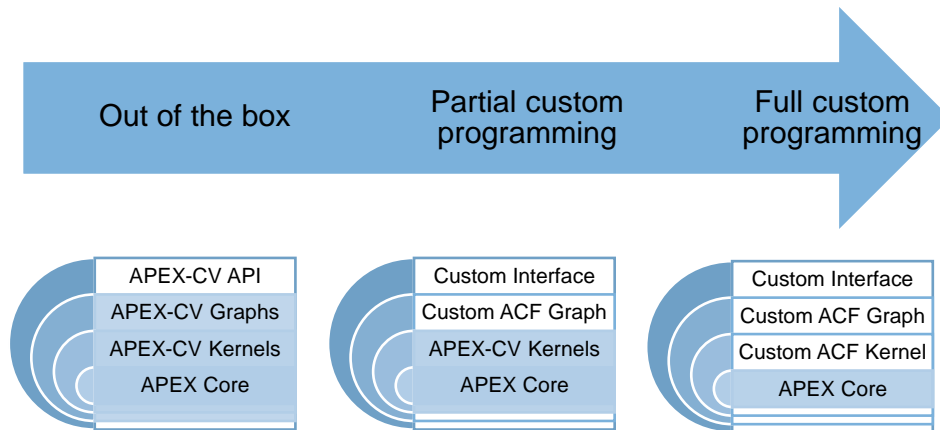 Out of the box
Partial custom
programming
Full custom
programming
APEX-CV API
APEX-CV Graphs
APEX-CV Kernels
APEX Core
Custom Interface
Custom ACF Graph
APEX-CV Kernels
APEX Core
Custom Interface
Custom ACF Graph
Custom ACF Kernel
APEX Core